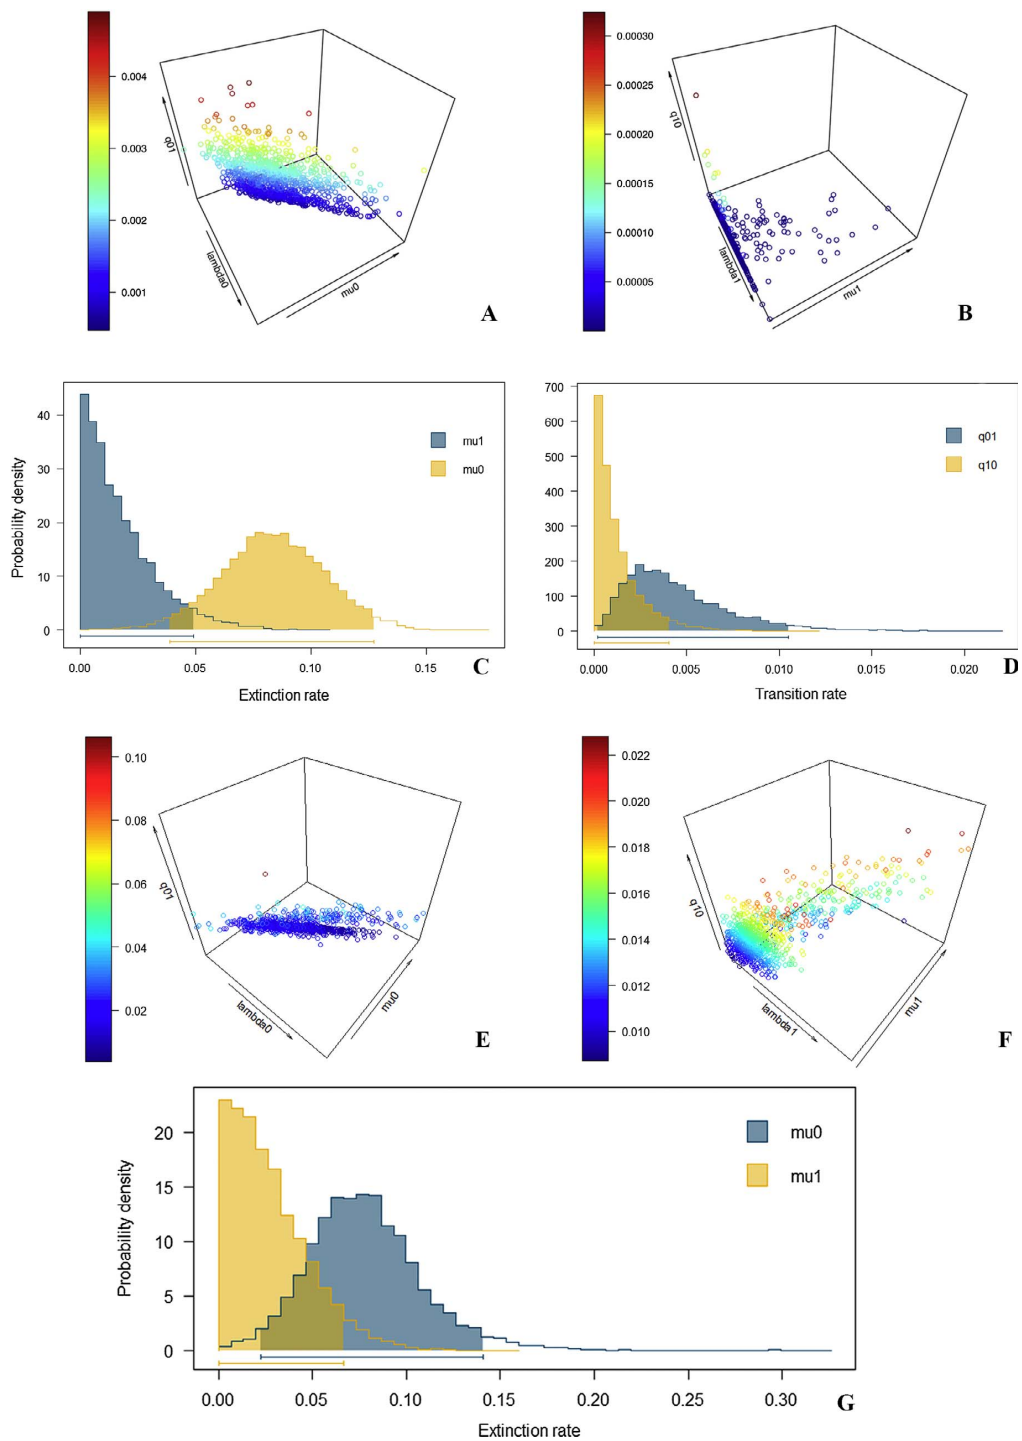 0.004
0.003
0.002
0.001
q01
lambda0
mu0
A
0.00030
0.00025
0.00020
0.00015
0.00010
0.00005
q10
lambda1
mu1
B
Probability density
40
30
20
10
0
mu1
mu0
0.00 0.05 0.10 0.15
Extinction rate
C
700
600
500
400
300
200
100
0
q01
q10
0.000 0.005 0.010 0.015 0.020
Transition rate
D
0.10
0.08
0.06
0.04
0.02
q01
lambda0
mu0
E
0.022
0.020
0.018
0.016
0.014
0.012
0.010
q10
lambda1
mu1
F
Probability density
20
15
10
5
0
mu0
mu1
0.00 0.05 0.10 0.15 0.20 0.25 0.30
Extinction rate
G